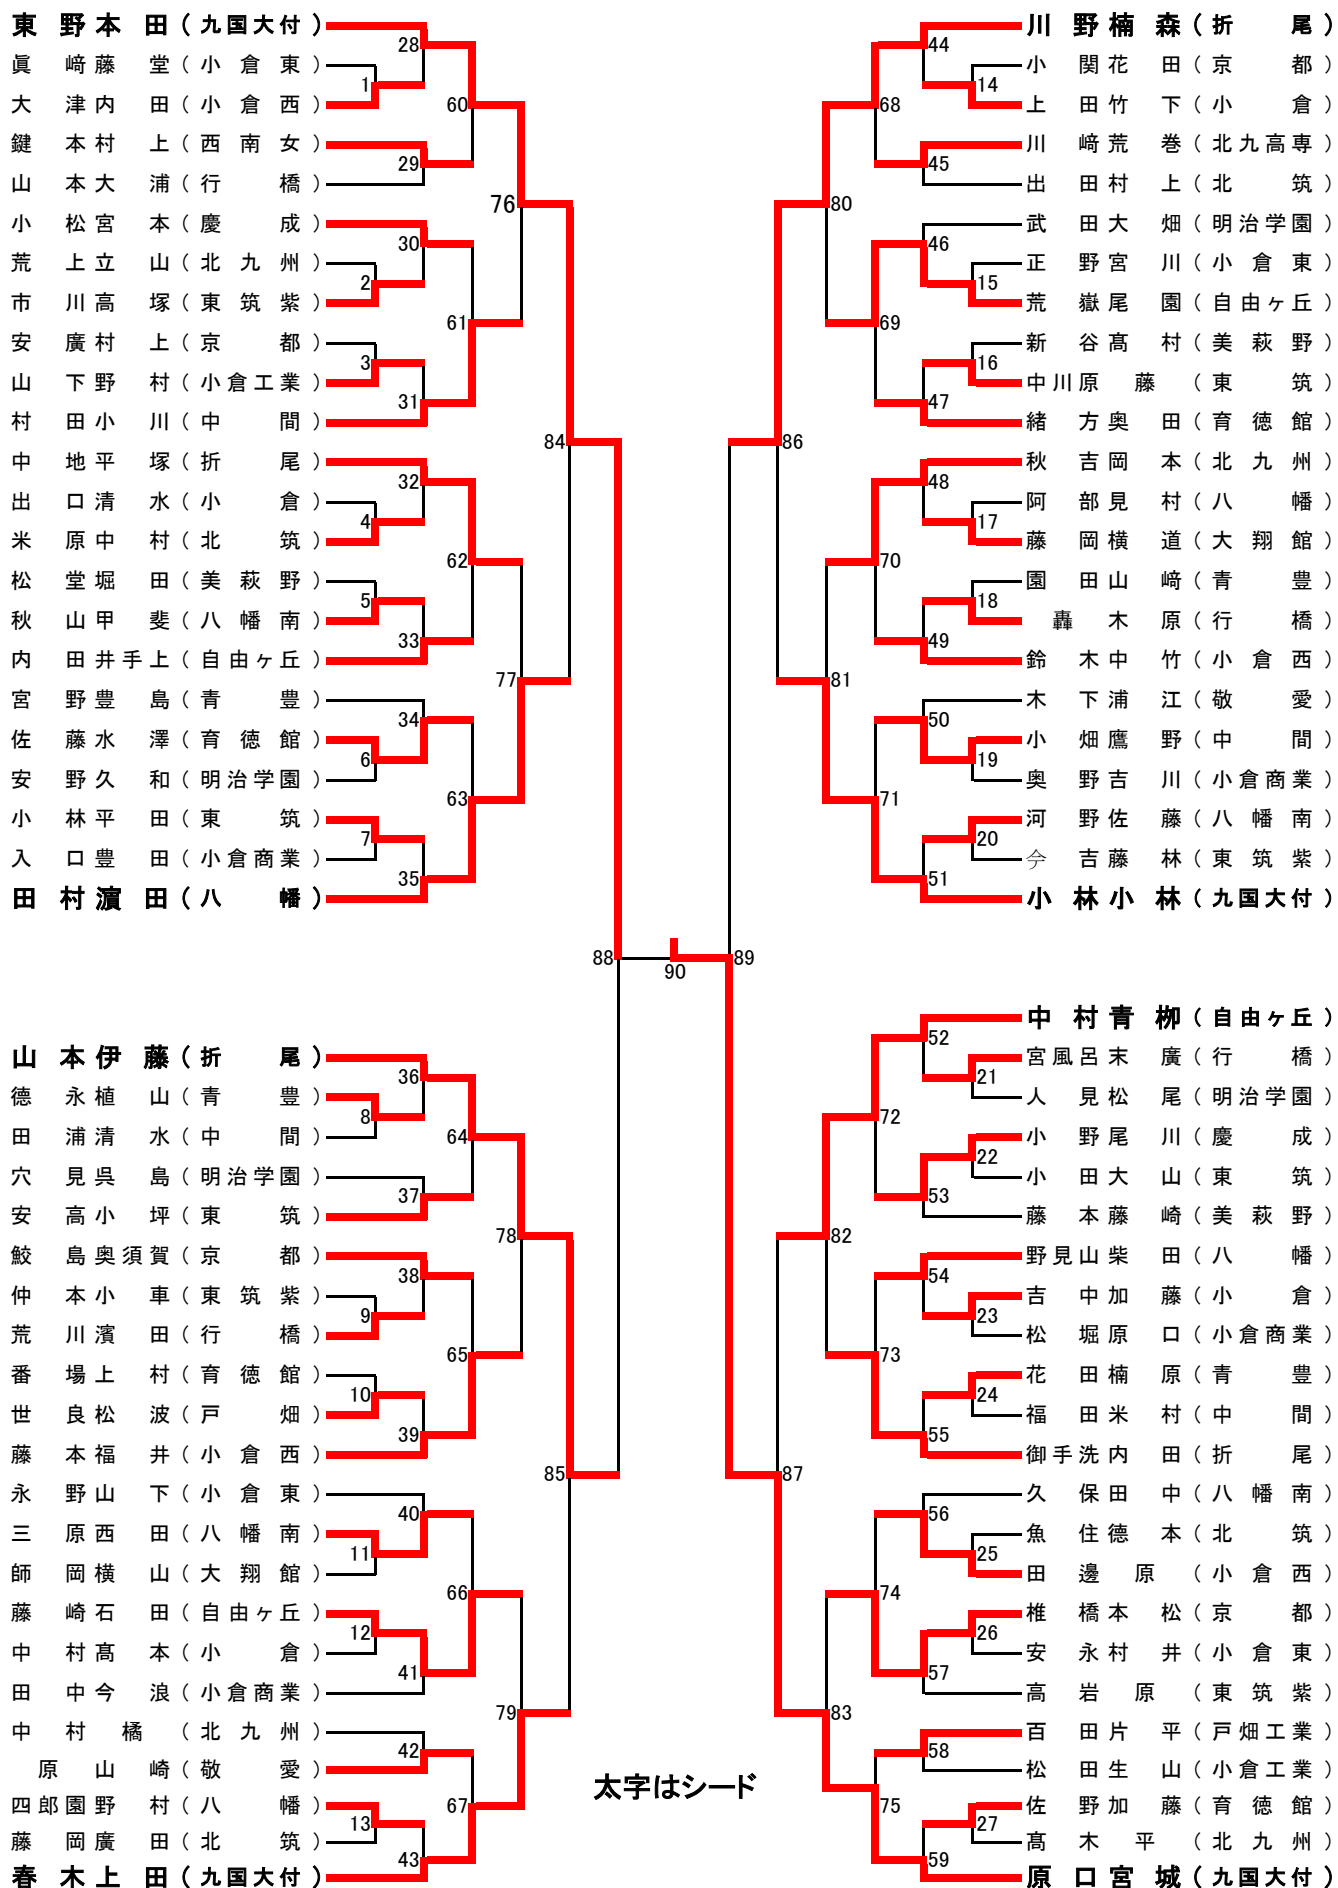 東野本田(九国大付)
眞﨑藤堂(小倉東)
大津内田(小倉西)
鍵本村上(西南女)
山本大浦(行橋)
小松宮本(慶成)
荒上立山(北九州)
市川高塚(東筑紫)
安廣村上(京都)
山下野村(小倉工業)
村田小川(中間)
中地平塚(折尾)
出口清水(小倉)
米原中村(北筑)
松堂堀田(美萩野)
秋山甲斐(八幡南)
内田井手上(自由ヶ丘)
宮野豊島(青豊)
佐藤水澤(育徳館)
安野久和(明治学園)
小林平田(東筑)
入口豊田(小倉商業)
田村濵田(八幡)
山本伊藤(折尾)
德永植山(青豊)
田浦清水(中間)
穴見呉島(明治学園)
安高小坪(東筑)
鮫島奥須賀(京都)
仲本小車(東筑紫)
荒川濱田(行橋)
番場上村(育徳館)
世良松波(戸畑)
藤本福井(小倉西)
永野山下(小倉東)
三原西田(八幡南)
師岡横山(大翔館)
藤崎石田(自由ヶ丘)
中村髙本(小倉)
田中今浪(小倉商業)
中村橘(北九州)
原山崎(敬愛)
四郎園野村(八幡)
藤岡廣田(北筑)
春木上田(九国大付)
1
2
3
4
5
6
7
8
9
10
11
12
13
28
29
30
31
32
33
34
35
36
37
38
39
40
41
42
43
60
61
62
63
64
65
66
67
76
77
78
79
84
85
88
90
89
86
87
80
81
82
83
68
69
70
71
72
73
74
75
44
45
46
47
48
49
50
51
52
53
54
55
56
57
58
59
14
15
16
17
18
19
20
21
22
23
24
25
26
27
川野楠森(折尾)
小関花田(京都)
上田竹下(小倉)
川﨑荒巻(北九高専)
出田村上(北筑)
武田大畑(明治学園)
正野宮川(小倉東)
荒嶽尾園(自由ヶ丘)
新谷髙村(美萩野)
中川原藤(東筑)
緒方奥田(育徳館)
秋吉岡本(北九州)
阿部見村(八幡)
藤岡横道(大翔館)
園田山﨑(青豊)
轟木原(行橋)
鈴木中竹(小倉西)
木下浦江(敬愛)
小畑鷹野(中間)
奥野吉川(小倉商業)
河野佐藤(八幡南)
吉藤林(東筑紫)
小林小林(九国大付)
中村青栁(自由ヶ丘)
宮風呂末廣(行橋)
人見松尾(明治学園)
小野尾川(慶成)
小田大山(東筑)
藤本藤崎(美萩野)
野見山柴田(八幡)
吉中加藤(小倉)
松堀原口(小倉商業)
花田楠原(青豊)
福田米村(中間)
御手洗内田(折尾)
久保田中(八幡南)
魚住德本(北筑)
田邊原(小倉西)
椎橋本松(京都)
安永村井(小倉東)
高岩原(東筑紫)
百田片平(戸畑工業)
松田生山(小倉工業)
佐野加藤(育徳館)
髙木平(北九州)
原口宮城(九国大付)
太字はシード